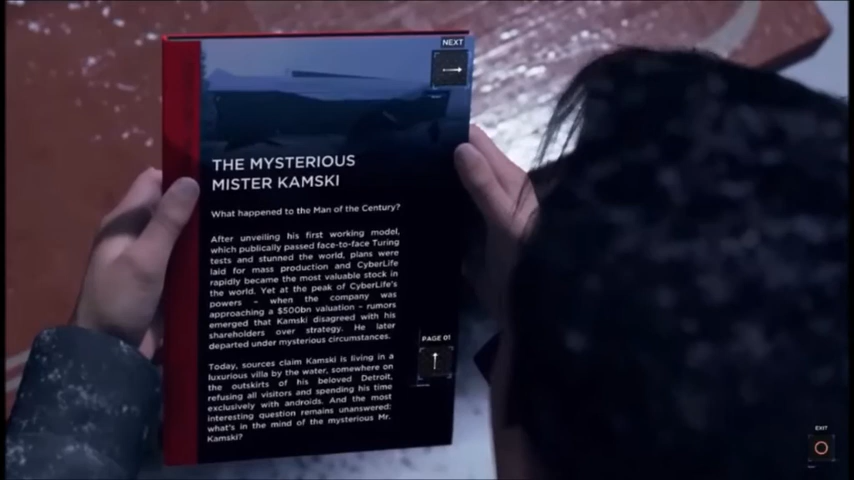 NEXT
THE MYSTERIOUS
MISTER KAMSKI
What happened to the Man of the Century?
After unveiling his first working model,
which publically passed face-to-face Turing
tests and stunned the world, plans were
laid for mass production and CyberLife
rapidly became the most valuable stock in
the world. Yet at the peak of CyberLife's
powers – when the company was
approaching a $500bn valuation – rumors
emerged that Kamski disagreed with his
shareholders over strategy. He later
departed under mysterious circumstances.
PAGE 01
Today, sources claim Kamski is living in a
luxurious villa by the water, somewhere on
the outskirts of his beloved Detroit,
refusing all visitors and spending his time
exclusively with androids. And the most
interesting question remains unanswered:
what's in the mind of the mysterious Mr.
Kamski?
EXIT